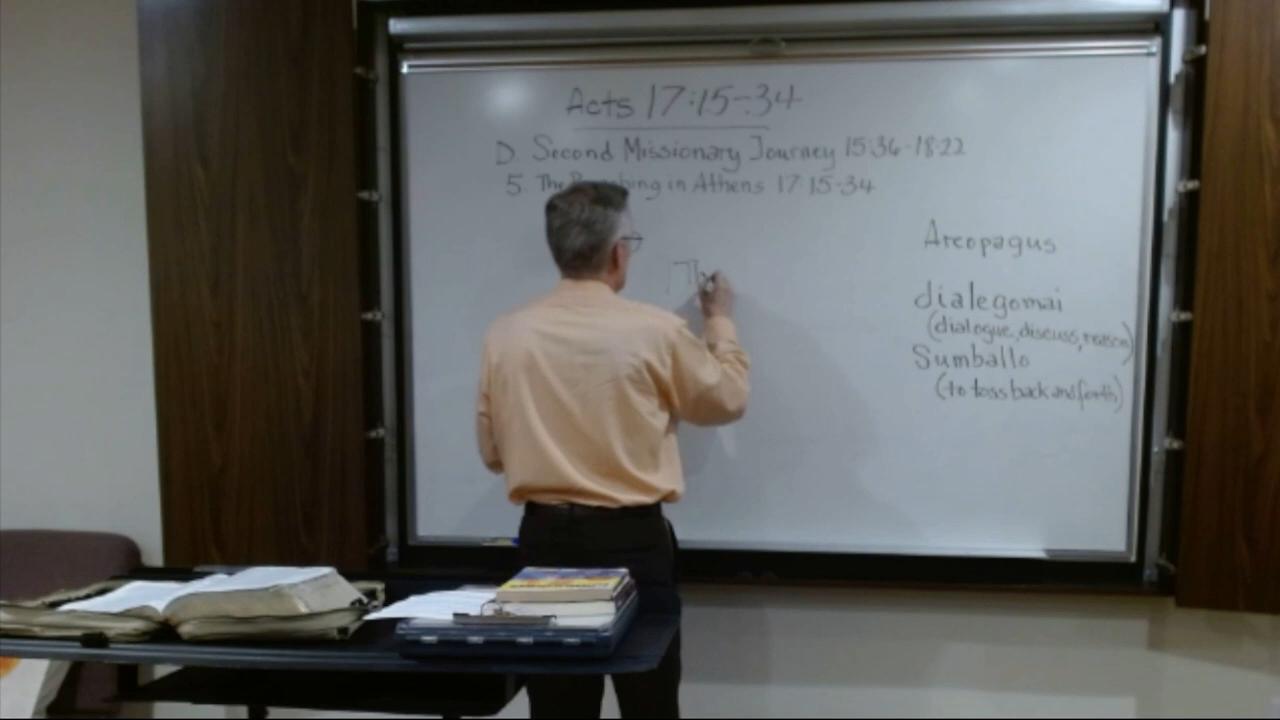 Acts 17:15-34
D. Second Missionary Journey 15:36-18:22
5. The in Athens 17:15-34
Th
Areopagus
dialegomai
(dialogue, discuss, reason)
Sumballo
(to toss back and forth)